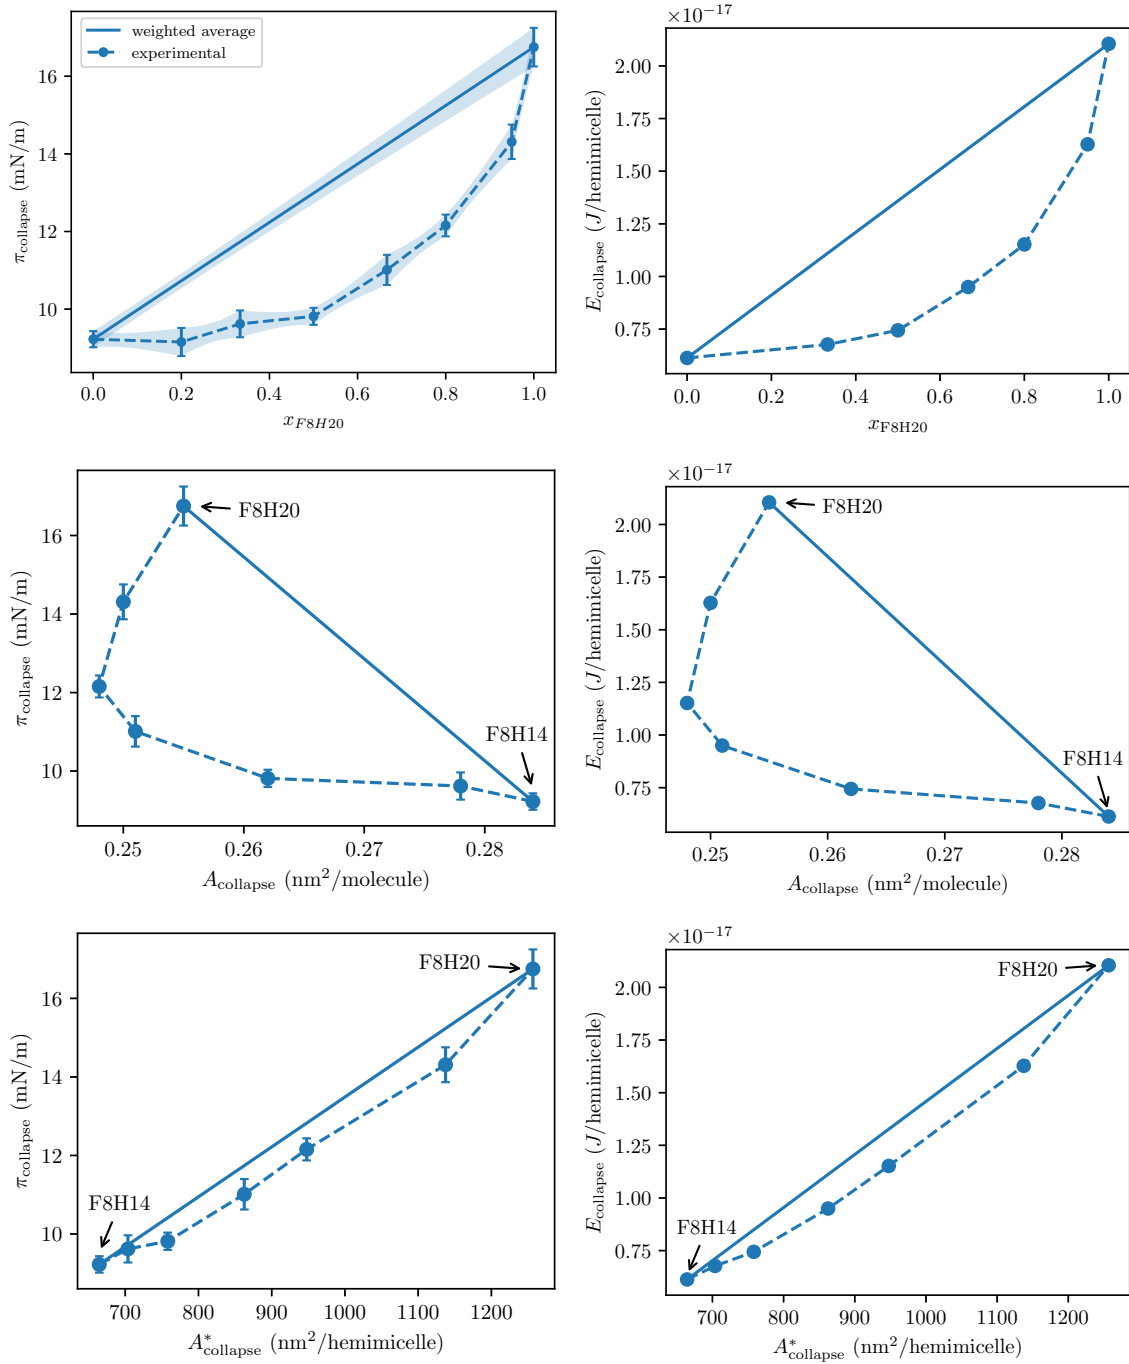 weighted average
experimental
16
14
12
10
π_collapse (mN/m)
0.0 0.2 0.4 0.6 0.8 1.0
x_F8H20
×10⁻¹⁷
2.00
1.75
1.50
1.25
1.00
0.75
E_collapse (J/hemimicelle)
0.0 0.2 0.4 0.6 0.8 1.0
x_F8H20
F8H20
F8H14
16
14
12
10
π_collapse (mN/m)
0.25 0.26 0.27 0.28
A_collapse (nm²/molecule)
×10⁻¹⁷
F8H20
F8H14
2.00
1.75
1.50
1.25
1.00
0.75
E_collapse (J/hemimicelle)
0.25 0.26 0.27 0.28
A_collapse (nm²/molecule)
F8H20
F8H14
16
14
12
10
π_collapse (mN/m)
700 800 900 1000 1100 1200
A*_collapse (nm²/hemimicelle)
×10⁻¹⁷
F8H20
F8H14
2.00
1.75
1.50
1.25
1.00
0.75
E_collapse (J/hemimicelle)
700 800 900 1000 1100 1200
A*_collapse (nm²/hemimicelle)